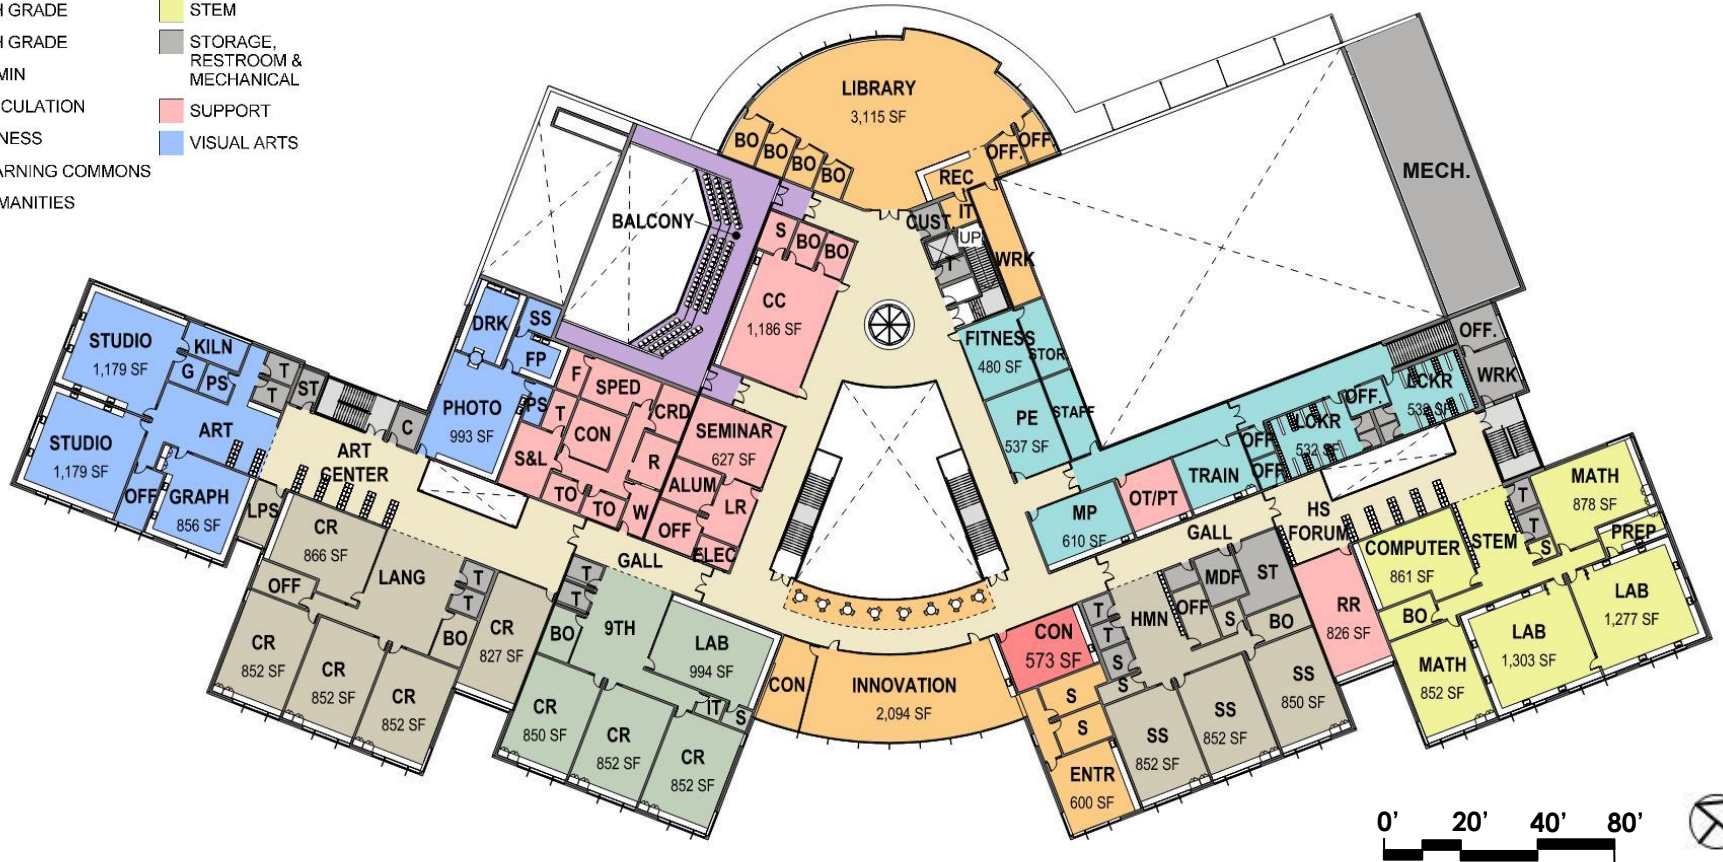 H GRADE
H GRADE
MIN
CULATION
NESS
ARNING COMMONS
MANITIES
STEM
STORAGE,
RESTROOM &
MECHANICAL
SUPPORT
VISUAL ARTS
LIBRARY
3,115 SF
BO
BO
BO
BO
OFF.
OFF.
REC
IT
CUST
UP
T
WRK
MECH.
BALCONY
S
BO
BO
CC
1,186 SF
FITNESS
480 SF
STOR
PE
537 SF
STAFF
OFF.
WRK
LCKR
532 SF
OFF.
LCKR
532 SF
OFF
OFF
TRAIN
OT/PT
MP
610 SF
DRK
SS
FP
PS
PHOTO
993 SF
F
SPED
T
CRD
CON
S&L
R
SEMINAR
627 SF
ALUM
LR
TO
TO
W
OFF
ELEC
STUDIO
1,179 SF
KILN
G
PS
T
T
ST
C
STUDIO
1,179 SF
ART
OFF
GRAPH
856 SF
ART
CENTER
LPS
CR
866 SF
OFF
LANG
T
T
CR
852 SF
CR
852 SF
CR
852 SF
BO
CR
827 SF
GALL
T
T
BO
9TH
LAB
994 SF
CR
850 SF
CR
852 SF
IT
S
CR
852 SF
CON
INNOVATION
2,094 SF
CON
573 SF
S
S
ENTR
600 SF
T
T
S
S
HMN
OFF
MDF
S
ST
BO
SS
852 SF
SS
852 SF
SS
850 SF
GALL
HS
FORUM
RR
826 SF
COMPUTER
861 SF
STEM
T
T
S
MATH
878 SF
PREP
BO
MATH
852 SF
LAB
1,303 SF
LAB
1,277 SF
0' 20' 40' 80'